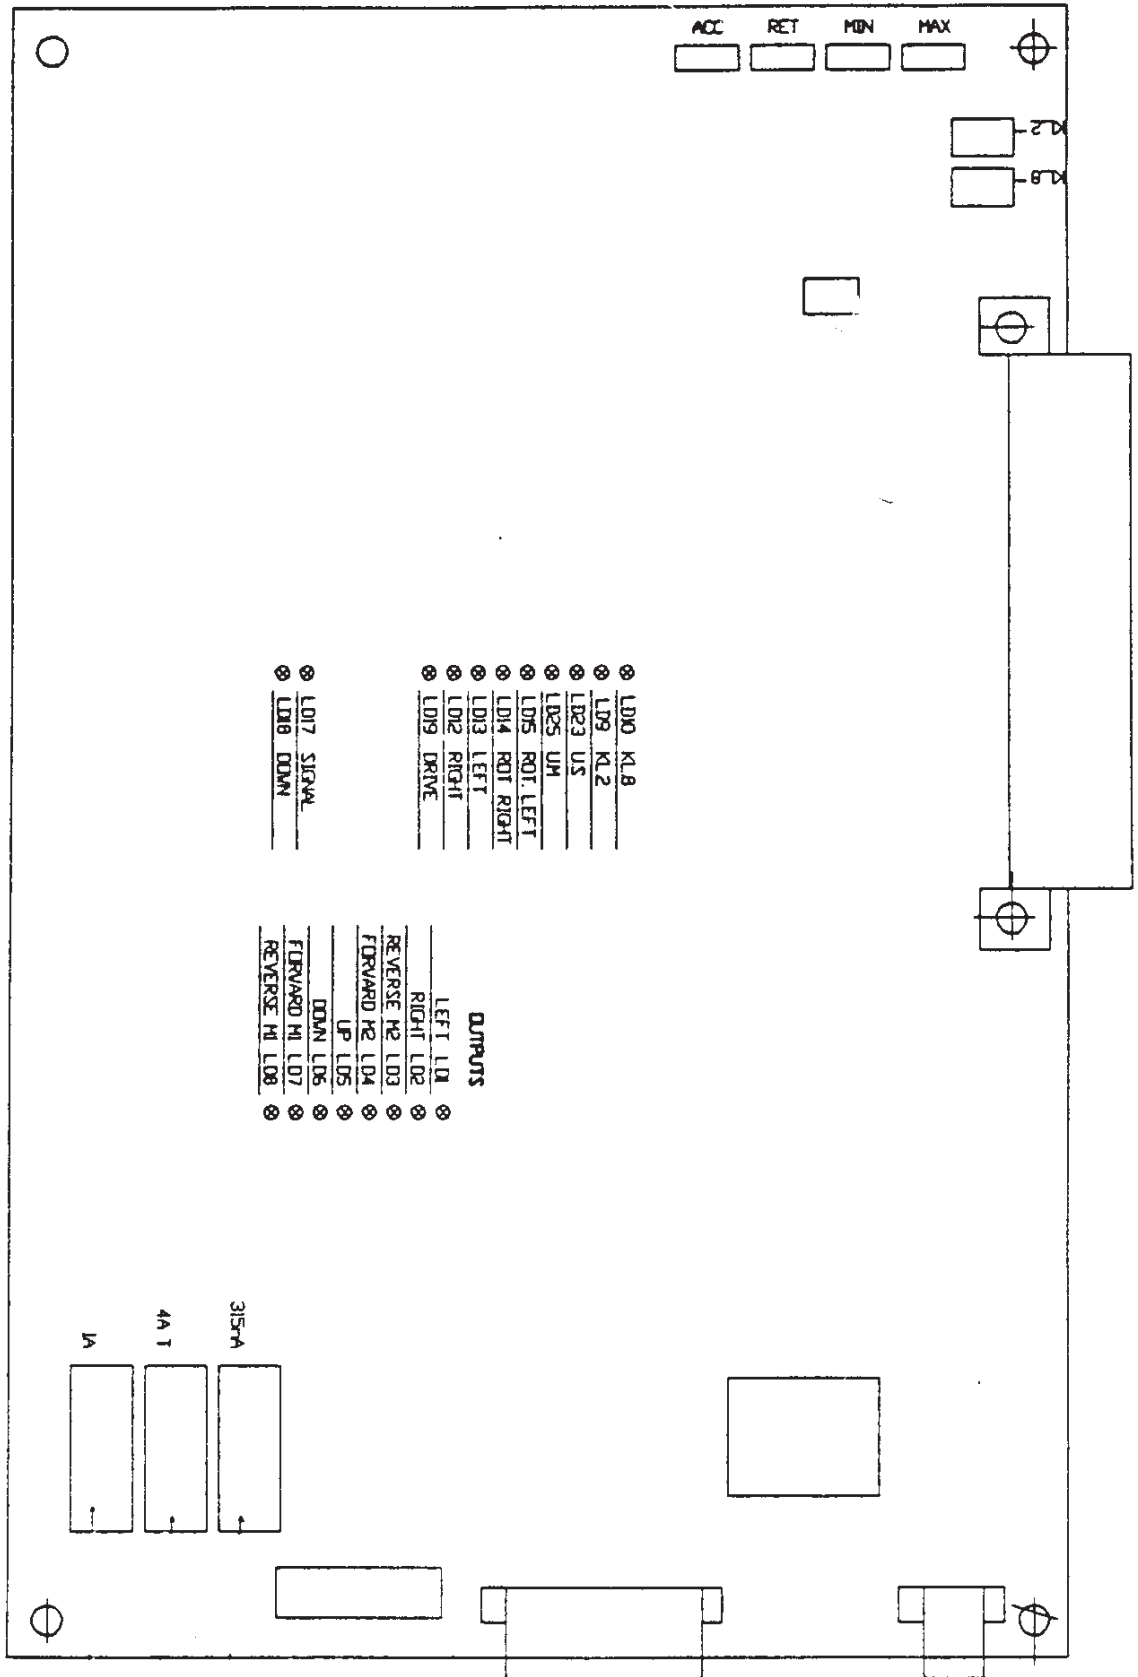 ACC RET MIN MAX
KL2
KL8
LD10 KL8
LD9 KL2
LD23 US
LD25 UM
LD15 ROT. LEFT
LD14 ROT RIGHT
LD13 LEFT
LD12 RIGHT
LD19 DRIVE
LD17 SIGNAL
LD18 DOWN
OUTPUTS
LEFT LD1
RIGHT LD2
REVERSE M2 LD3
FORWARD M2 LD4
UP LD5
DOWN LD6
FORWARD M1 LD7
REVERSE M1 LD8
315mA
4A T
1A